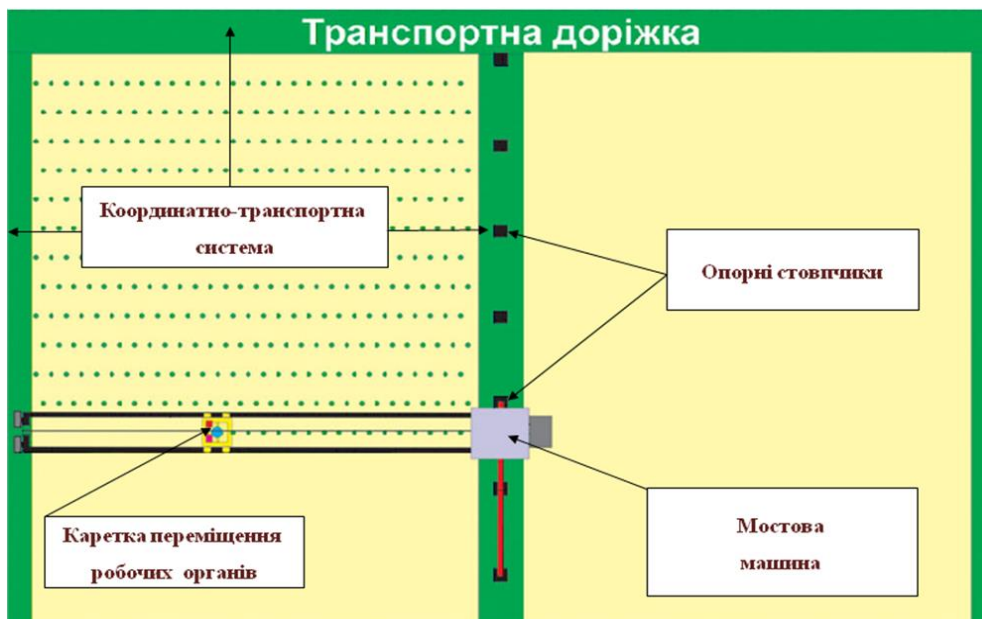 Транспортна доріжка
Координатно-транспортна
система
Опорні стовпчики
Каретка переміщення
робочих органів
Мостова
машина